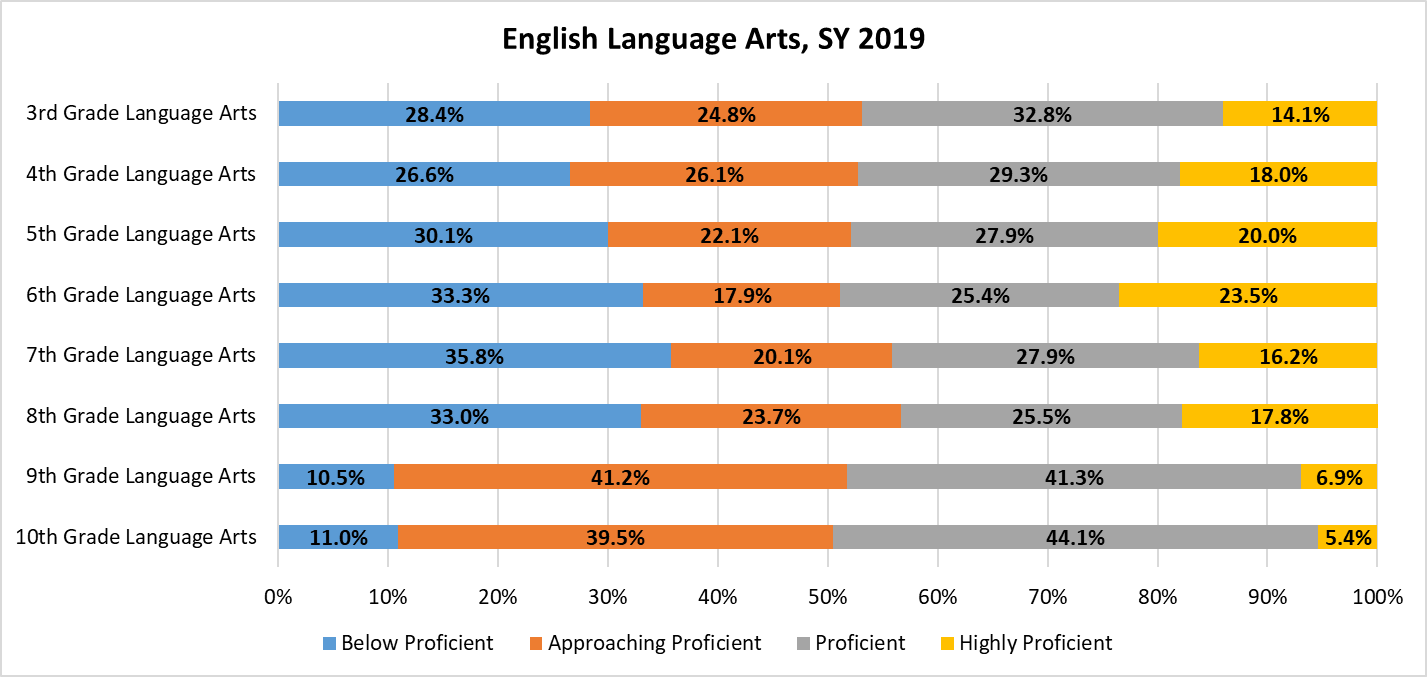 English Language Arts, SY 2019
3rd Grade Language Arts 28.4% 24.8% 32.8% 14.1%
4th Grade Language Arts 26.6% 26.1% 29.3% 18.0%
5th Grade Language Arts 30.1% 22.1% 27.9% 20.0%
6th Grade Language Arts 33.3% 17.9% 25.4% 23.5%
7th Grade Language Arts 35.8% 20.1% 27.9% 16.2%
8th Grade Language Arts 33.0% 23.7% 25.5% 17.8%
9th Grade Language Arts 10.5% 41.2% 41.3% 6.9%
10th Grade Language Arts 11.0% 39.5% 44.1% 5.4%
0% 10% 20% 30% 40% 50% 60% 70% 80% 90% 100%
Below Proficient Approaching Proficient Proficient Highly Proficient